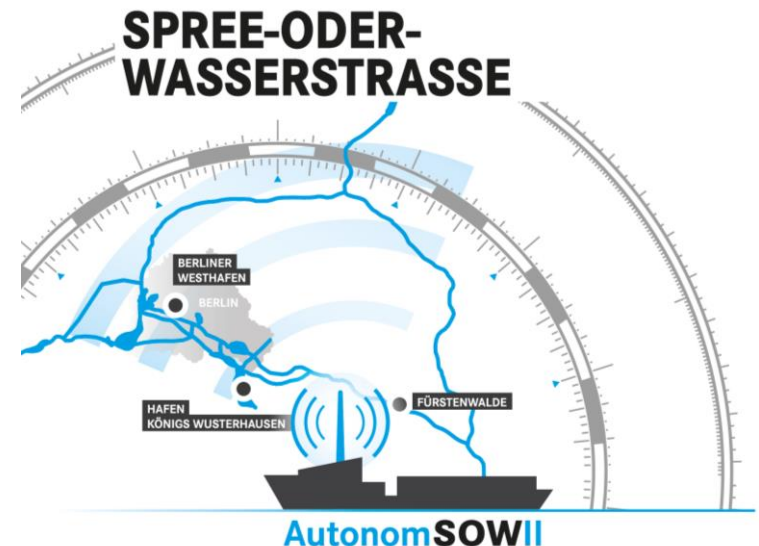 SPREE-ODER-
WASSERSTRASSE
BERLINER
WESTHAFEN
BERLIN
HAFEN
KÖNIGS WUSTERHAUSEN
FÜRSTENWALDE
AutonomSOWII